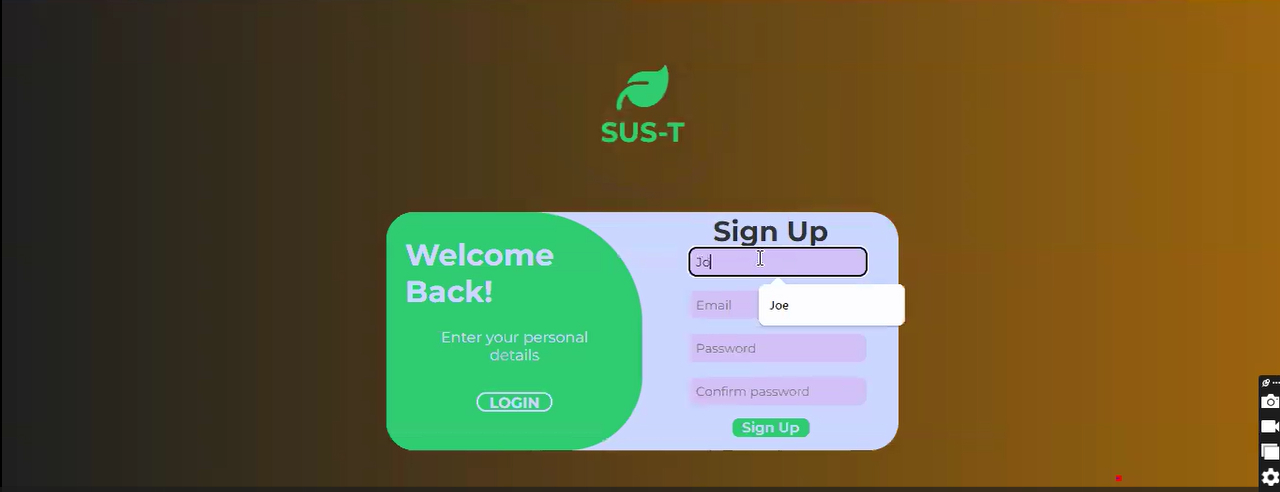 SUS-T
Welcome
Back!
Enter your personal
details
LOGIN
Sign Up
Jo
Joe
Email
Password
Confirm password
Sign Up